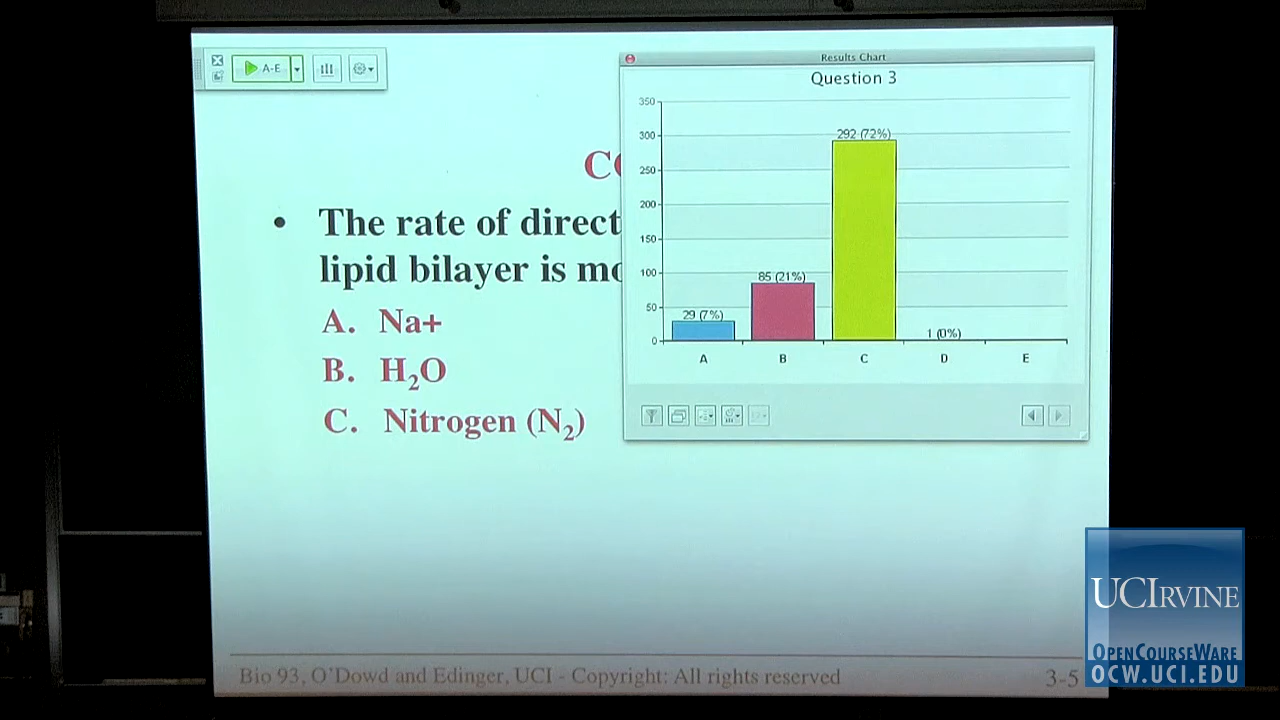 A-E
Results Chart
Question 3
350
300
250
200
150
100
50
0
29 (7%)
85 (21%)
292 (72%)
1 (0%)
A B C D E
• The rate of direct
lipid bilayer is
A. Na+
B. H₂O
C. Nitrogen (N₂)
Bio 93, O'Dowd and Edinger, UCI - Copyright: All rights reserved
3-5
UCIRVINE
OPENCOURSEWARE
OCW.UCI.EDU